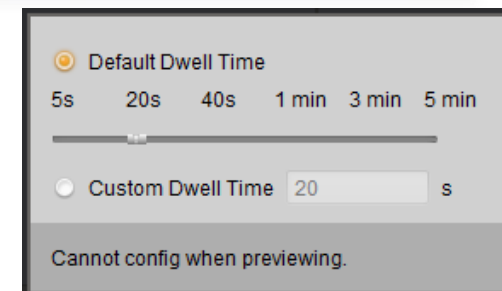 Default Dwell Time
5s 20s 40s 1 min 3 min 5 min
Custom Dwell Time 20 s
Cannot config when previewing.